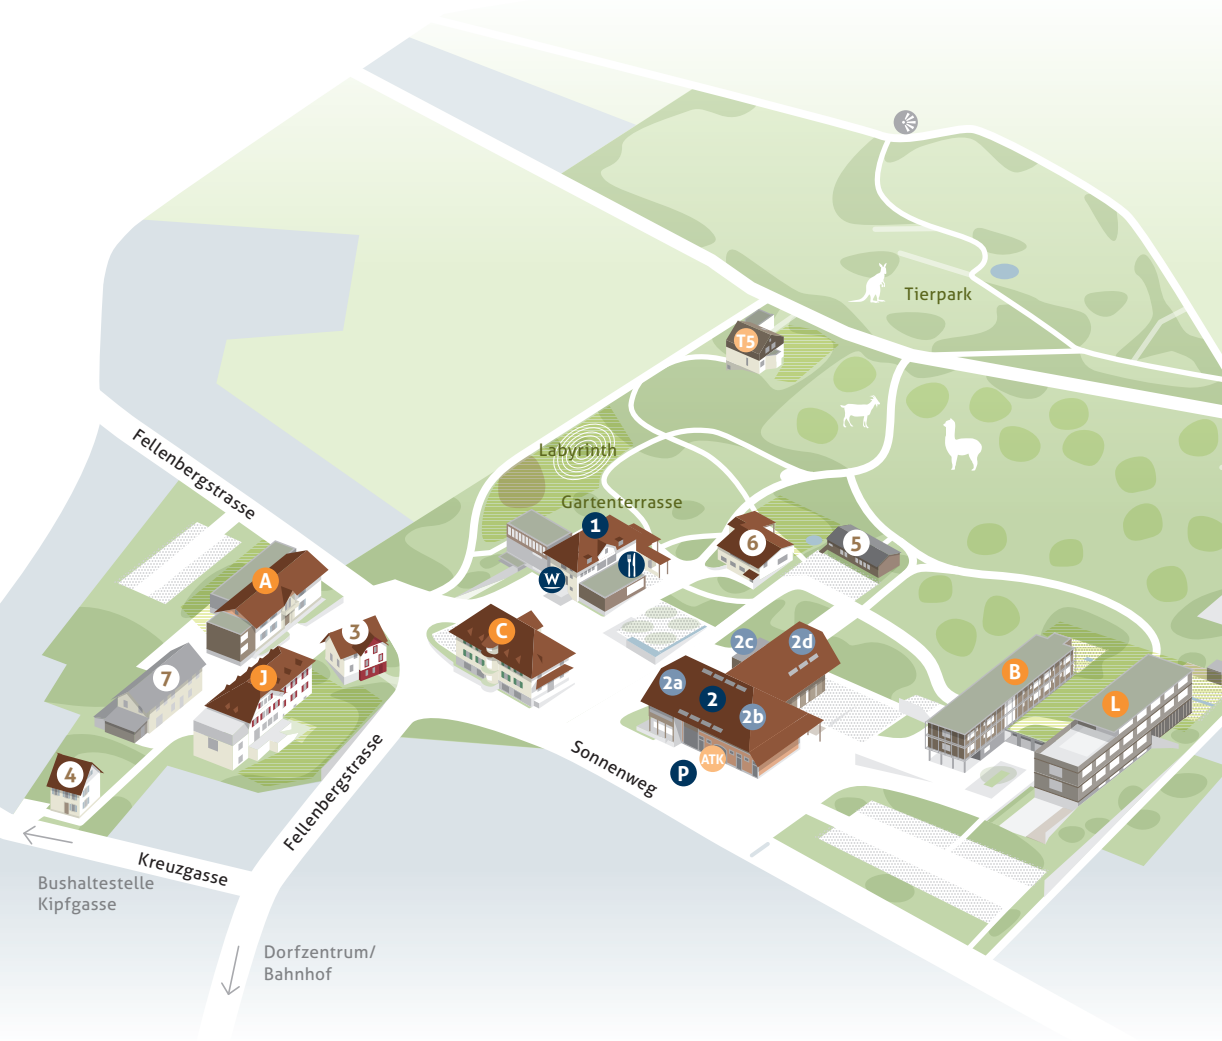 Tierpark
T5
Fellenbergstrasse
Labyrinth
Gartenterrasse
1
W
6
5
A
3
C
7
J
2c
2d
2a
2
2b
B
L
ATK
P
4
Sonnenweg
Fellenbergstrasse
Kreuzgasse
Bushaltestelle
Kipfgasse
Dorfzentrum/
Bahnhof